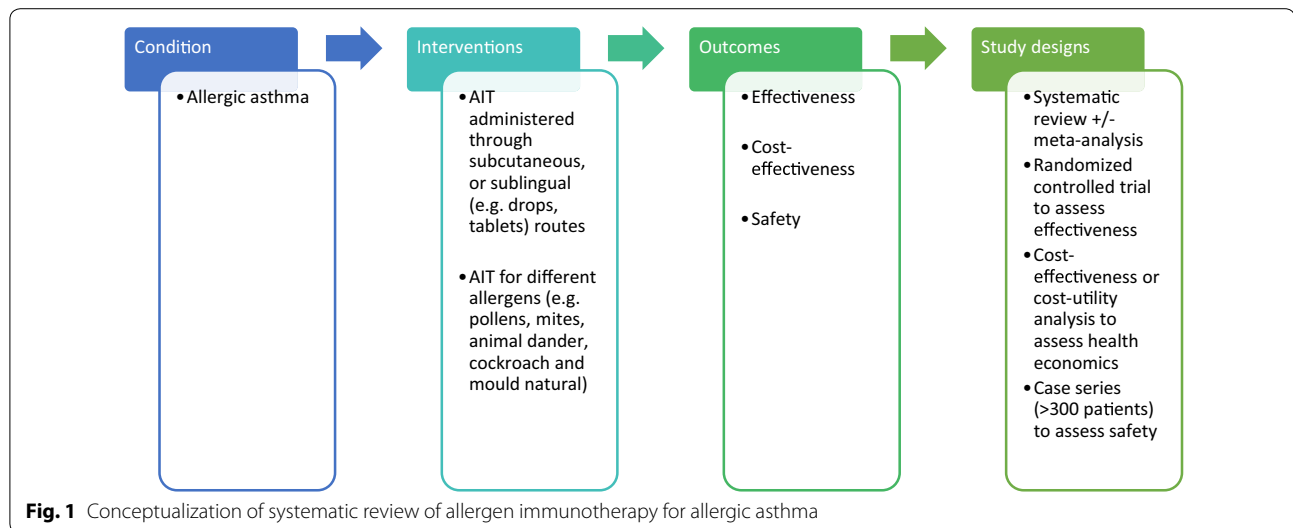 Condition
•Allergic asthma
Interventions
•AIT
administered
through
subcutaneous,
or sublingual
(e.g. drops,
tablets) routes
•AIT for different
allergens (e.g.
pollens, mites,
animal dander,
cockroach and
mould natural)
Outcomes
•Effectiveness
•Cost-
effectiveness
•Safety
Study designs
•Systematic
review +/-
meta-analysis
•Randomized
controlled trial
to assess
effectiveness
•Cost-
effectiveness or
cost-utility
analysis to
assess health
economics
•Case series
(>300 patients)
to assess safety
Fig. 1 Conceptualization of systematic review of allergen immunotherapy for allergic asthma